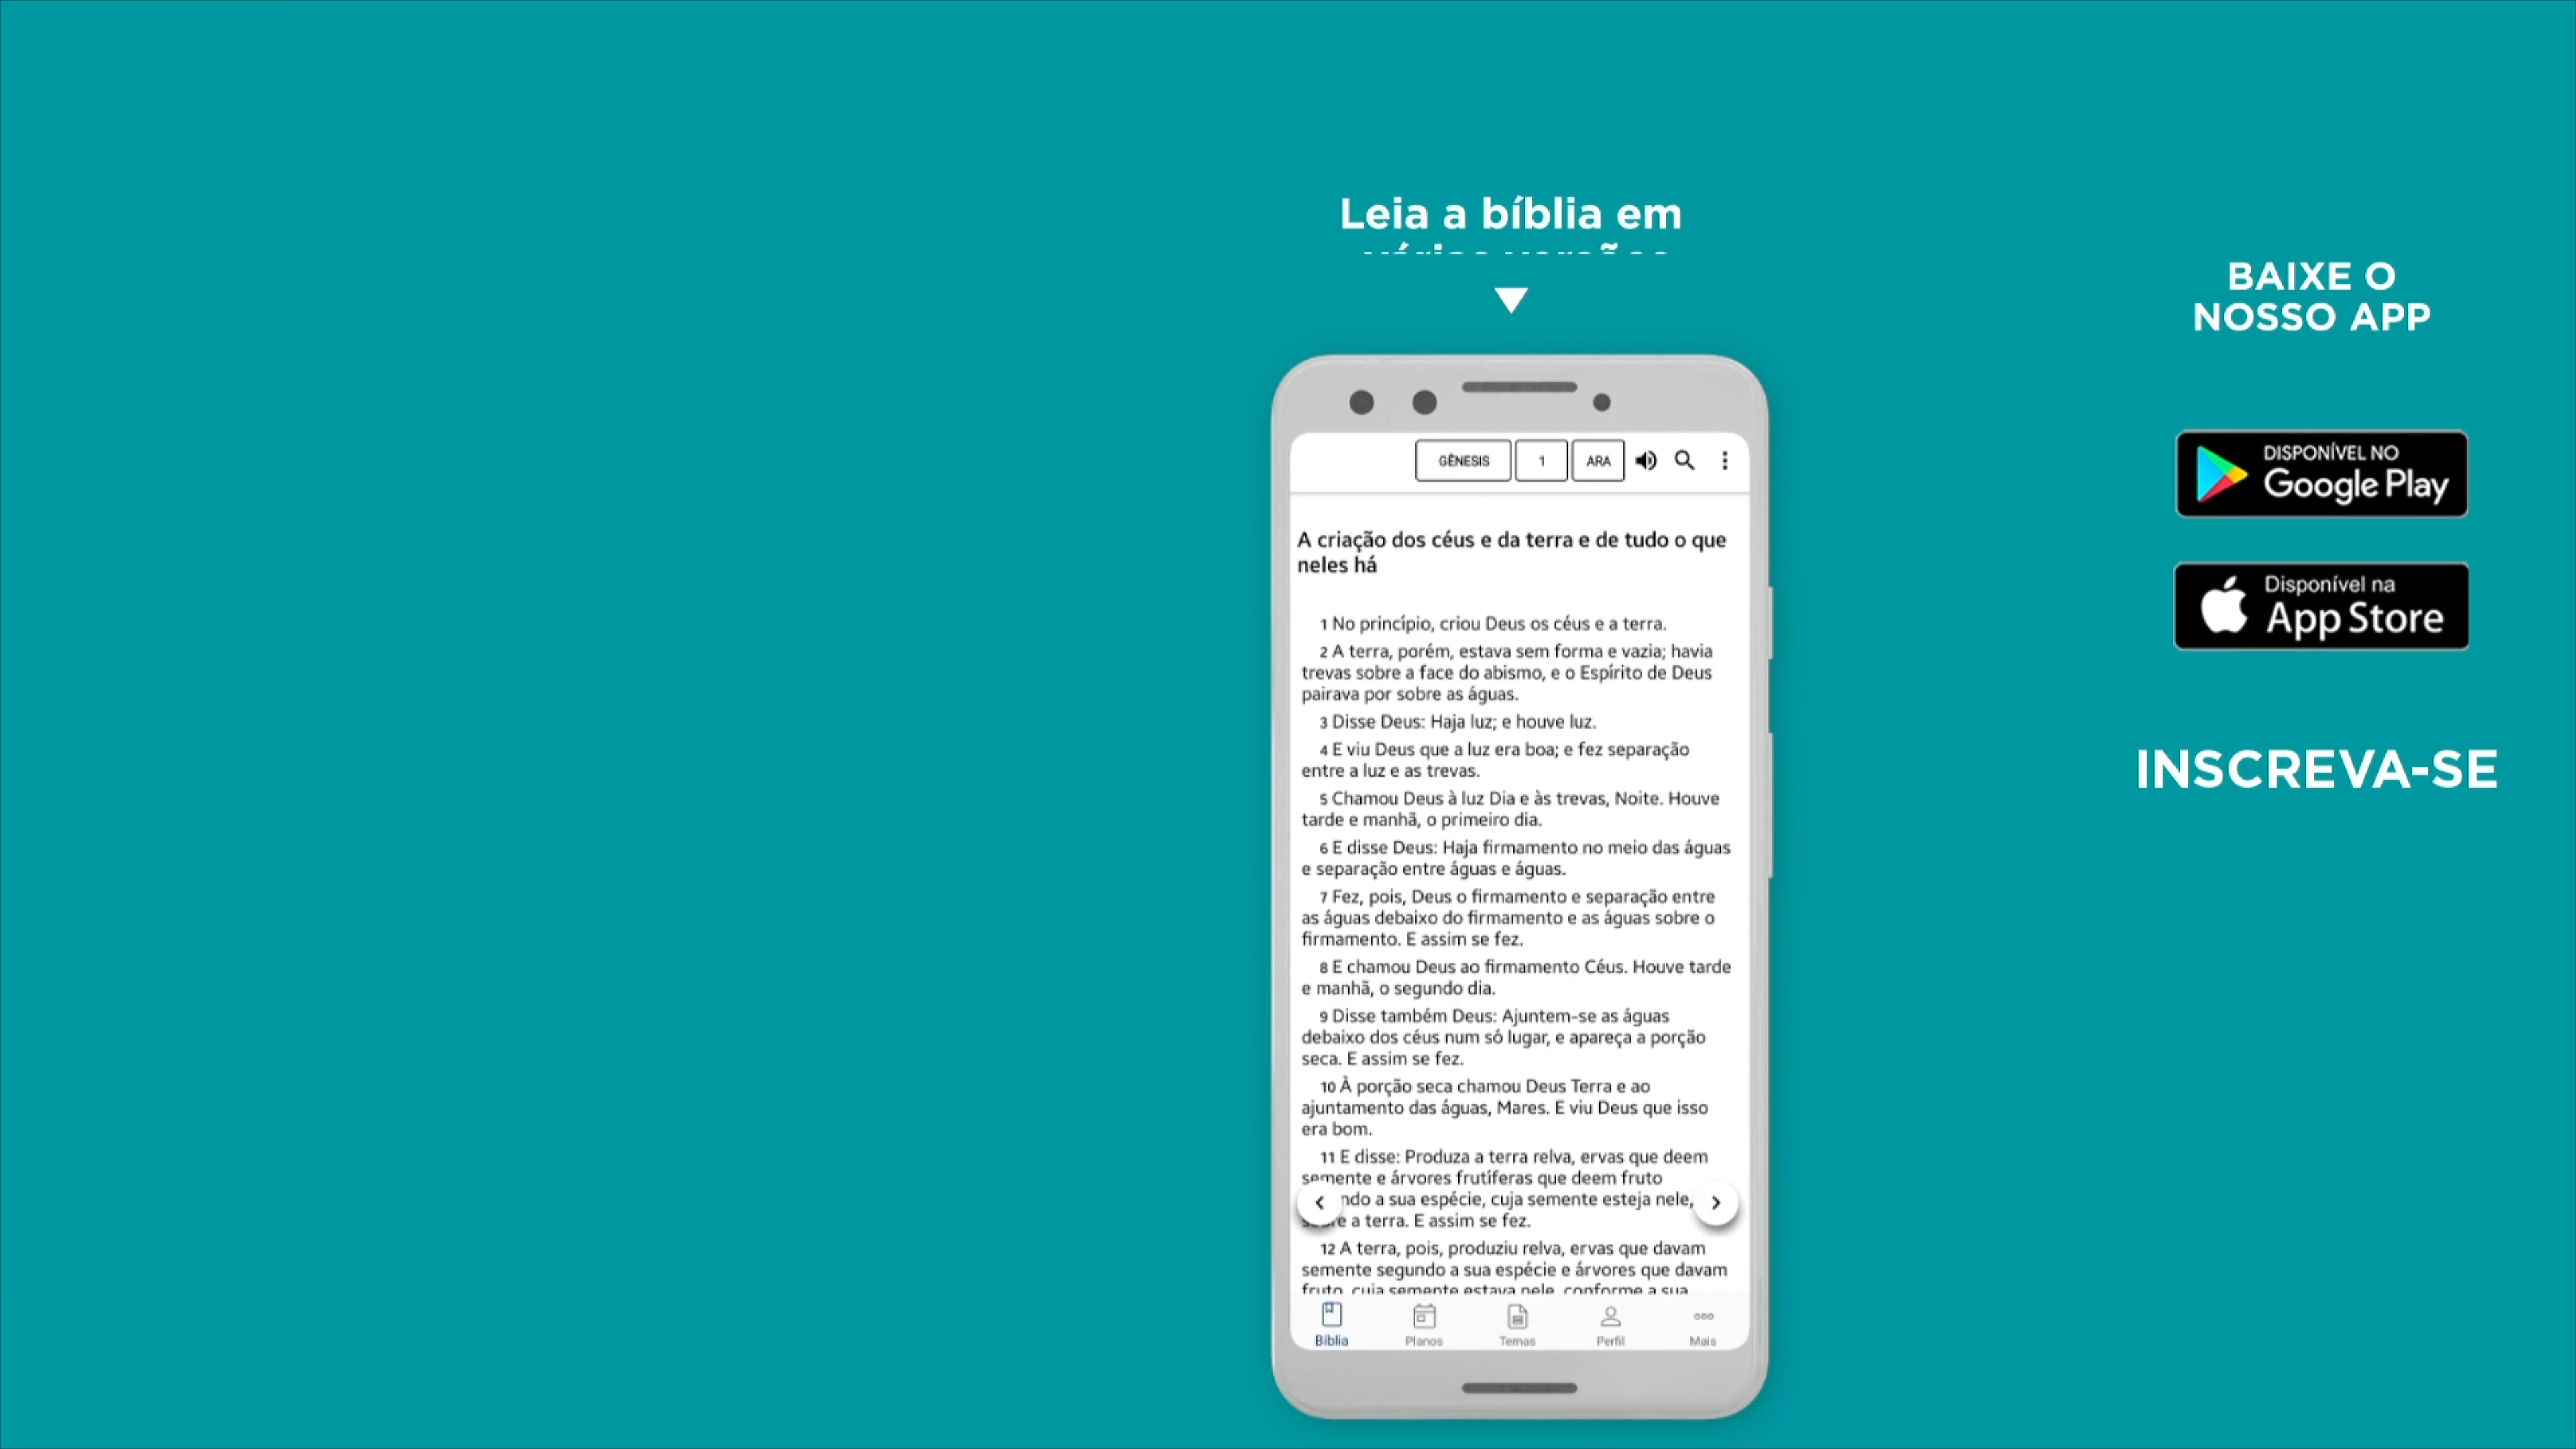 Leia a bíblia em
várias versões
BAIXE O
NOSSO APP
DISPONÍVEL NO
Google Play
Disponível na
App Store
INSCREVA-SE
GÊNESIS 1 ARA
A criação dos céus e da terra e de tudo o que
neles há
1 No princípio, criou Deus os céus e a terra.
2 A terra, porém, estava sem forma e vazia; havia
trevas sobre a face do abismo, e o Espírito de Deus
pairava por sobre as águas.
3 Disse Deus: Haja luz; e houve luz.
4 E viu Deus que a luz era boa; e fez separação
entre a luz e as trevas.
5 Chamou Deus à luz Dia e às trevas, Noite. Houve
tarde e manhã, o primeiro dia.
6 E disse Deus: Haja firmamento no meio das águas
e separação entre águas e águas.
7 Fez, pois, Deus o firmamento e separação entre
as águas debaixo do firmamento e as águas sobre o
firmamento. E assim se fez.
8 E chamou Deus ao firmamento Céus. Houve tarde
e manhã, o segundo dia.
9 Disse também Deus: Ajuntem-se as águas
debaixo dos céus num só lugar, e apareça a porção
seca. E assim se fez.
10 À porção seca chamou Deus Terra e ao
ajuntamento das águas, Mares. E viu Deus que isso
era bom.
11 E disse: Produza a terra relva, ervas que deem
semente e árvores frutíferas que deem fruto
a sua espécie, cuja semente esteja nele,
a terra. E assim se fez.
12 A terra, pois, produziu relva, ervas que davam
semente segundo a sua espécie e árvores que davam
fruto, cuja semente estava nele, conforme a sua
Bíblia Planos Temas Perfil Mais